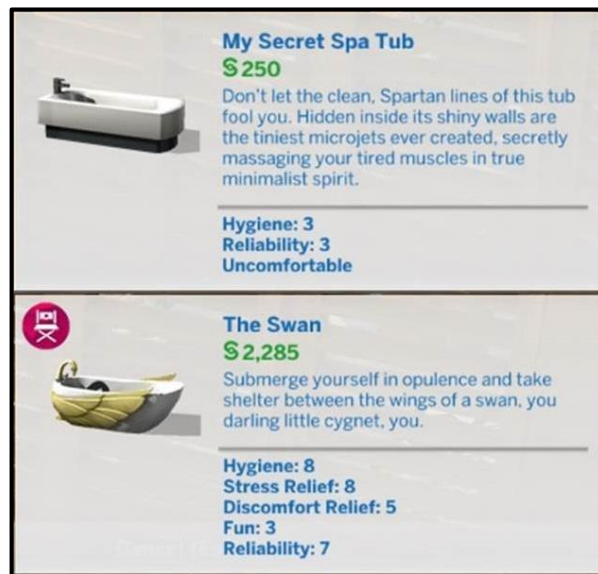 My Secret Spa Tub
§250
Don't let the clean, Spartan lines of this tub
fool you. Hidden inside its shiny walls are
the tiniest microjets ever created, secretly
massaging your tired muscles in true
minimalist spirit.
Hygiene: 3
Reliability: 3
Uncomfortable
The Swan
§2,285
Submerge yourself in opulence and take
shelter between the wings of a swan, you
darling little cygnet, you.
Hygiene: 8
Stress Relief: 8
Discomfort Relief: 5
Fun: 3
Reliability: 7